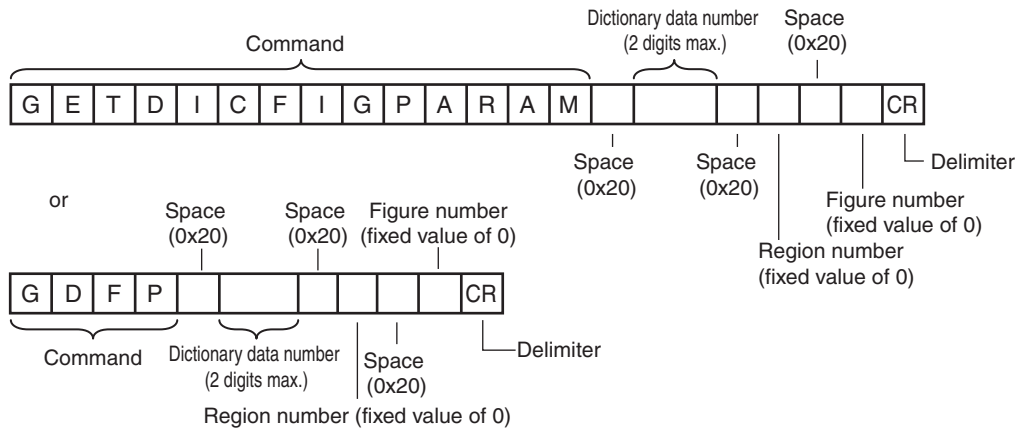 Dictionary data number
(2 digits max.)
Space
(0x20)
Command
G E T D I C F I G P A R A M CR
Space
(0x20)
Space
(0x20)
Delimiter
Figure number
(fixed value of 0)
Region number
(fixed value of 0)
or
Space
(0x20)
Space
(0x20)
Figure number
(fixed value of 0)
G D F P CR
Command
Dictionary data number
(2 digits max.)
Space
(0x20)
Delimiter
Region number (fixed value of 0)